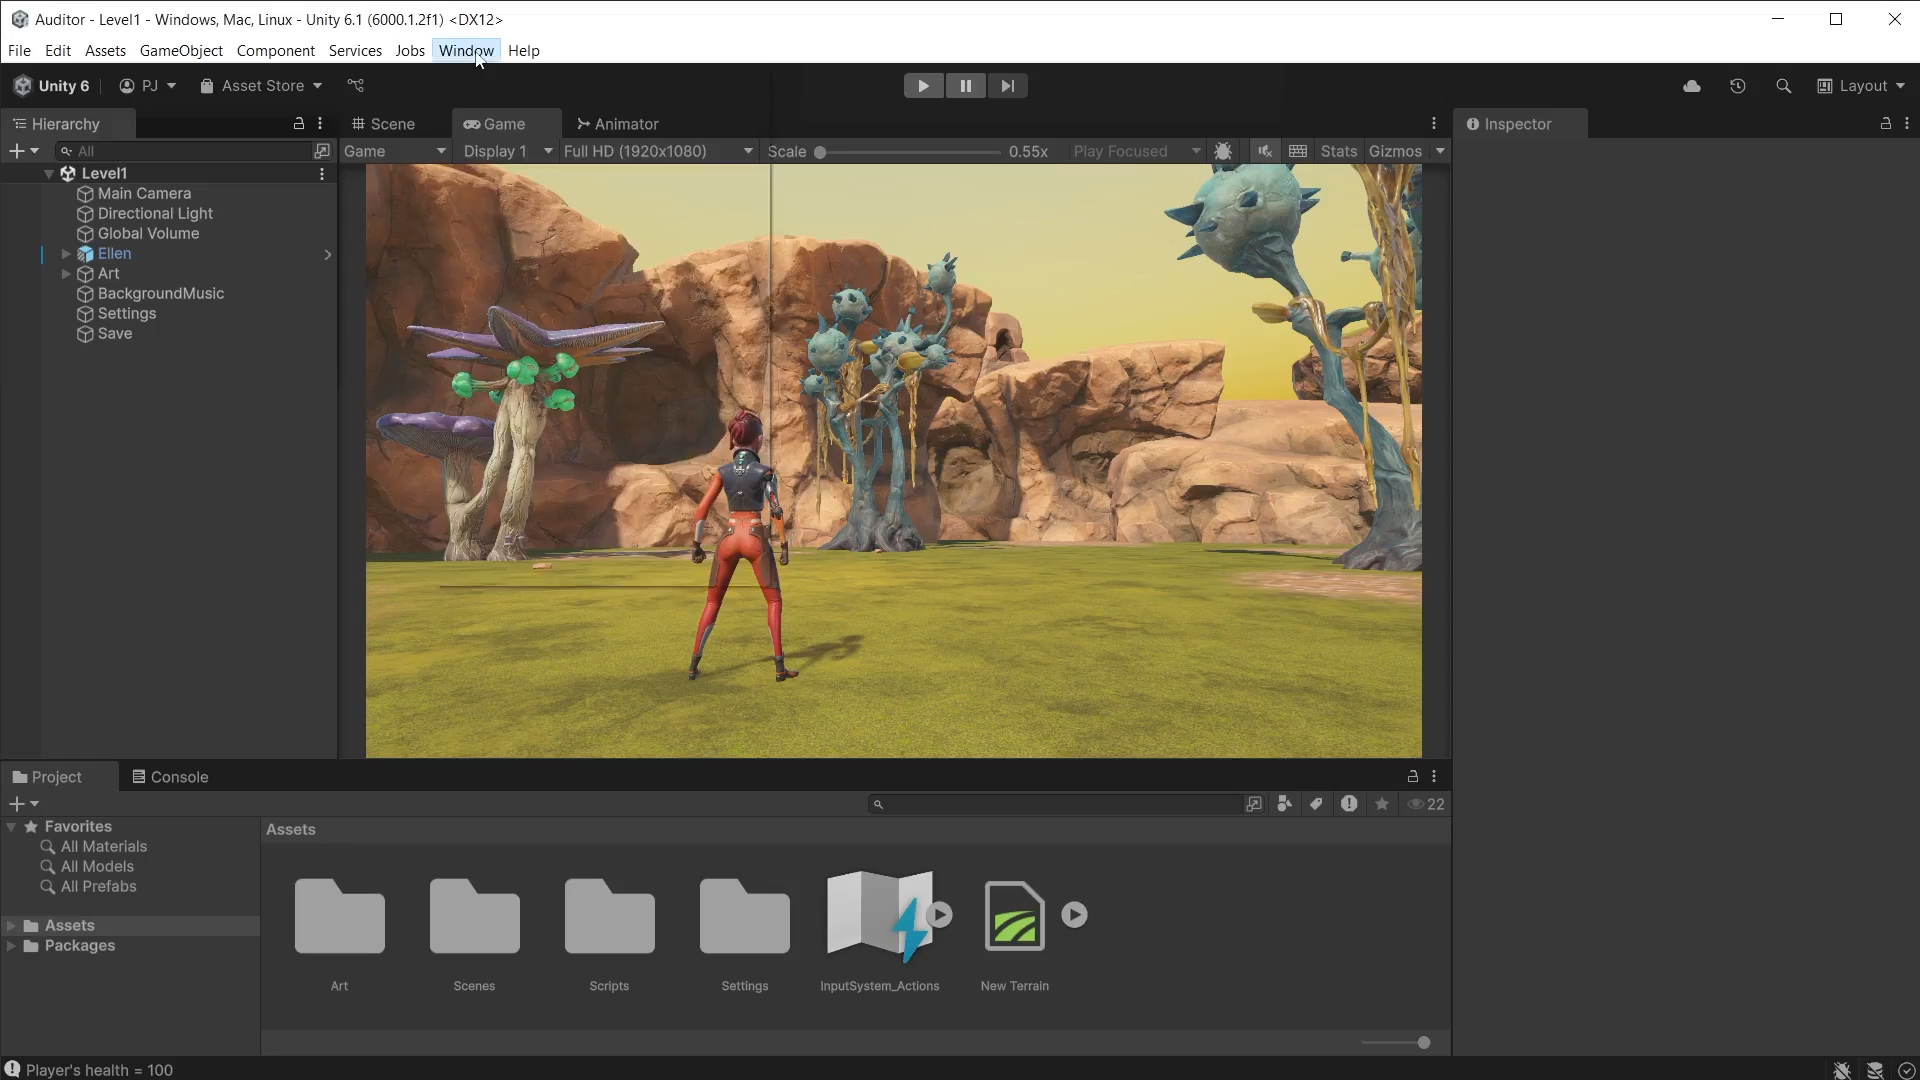 Auditor - Level1 - Windows, Mac, Linux - Unity 6.1 (6000.1.2f1) <DX12>
File Edit Assets GameObject Component Services Jobs Window Help
Unity 6 PJ Asset Store Layout
Hierarchy
Scene Game Animator
Inspector
All
Game Display 1 Full HD (1920x1080) Scale 0.55x Play Focused Stats Gizmos
Level1
Main Camera
Directional Light
Global Volume
Ellen
Art
BackgroundMusic
Settings
Save
Project Console
22
Favorites
All Materials
All Models
All Prefabs
Assets
Packages
Assets
Art Scenes Scripts Settings InputSystem_Actions New Terrain
Player's health = 100